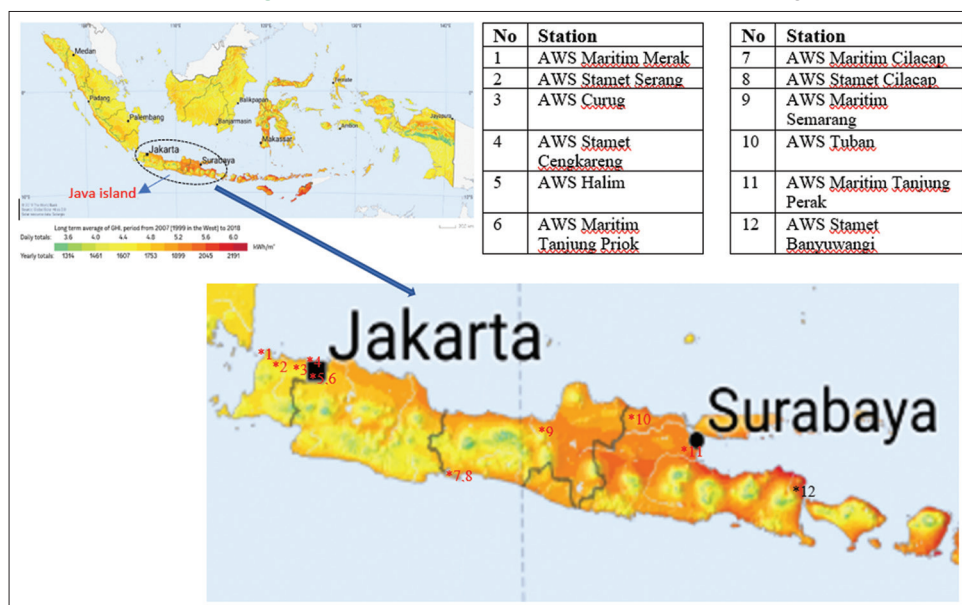 Medan
Padang
Palembang
Jakarta
Surabaya
Balikpapan
Banjarmasin
Makassar
Ternate
Ambon
Jayapura
Java island
Long term average of GHI, period from 2007 (1999 in the West) to 2018
Daily totals: 3.6 4.0 4.4 4.8 5.2 5.6 6.0
kWh/m²
Yearly totals: 1314 1461 1607 1753 1899 2045 2191
No Station
1 AWS Maritim Merak
2 AWS Stamet Serang
3 AWS Curug
4 AWS Stamet
Cengkareng
5 AWS Halim
6 AWS Maritim
Tanjung Priok
No Station
7 AWS Maritim Cilacap
8 AWS Stamet Cilacap
9 AWS Maritim
Semarang
10 AWS Tuban
11 AWS Maritim Tanjung
Perak
12 AWS Stamet
Banyuwangi
Jakarta
Surabaya
*1
*2
*3
*4
*5,6
*7,8
*9
*10
*11
*12